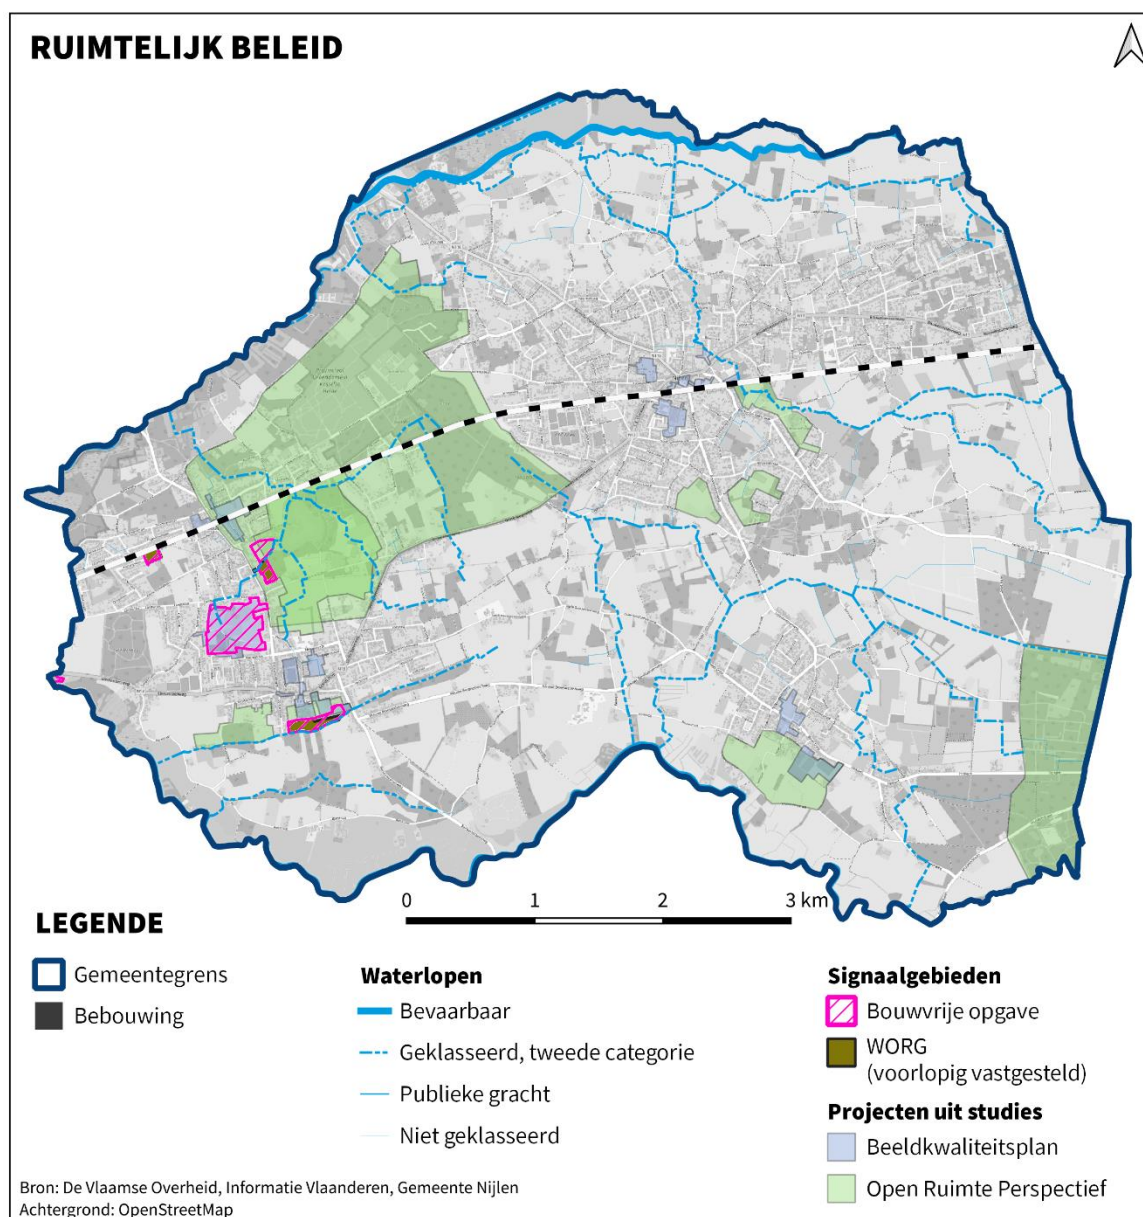 RUIMTELIJK BELEID
0 1 2 3 km
LEGENDE
Gemeentegrens
Bebouwing
Waterlopen
Bevaarbaar
Geklasseerd, tweede categorie
Publieke gracht
Niet geklasseerd
Signaalgebieden
Bouwvrije opgave
WORG
(voorlopig vastgesteld)
Projecten uit studies
Beeldkwaliteitsplan
Open Ruimte Perspectief
Bron: De Vlaamse Overheid, Informatie Vlaanderen, Gemeente Nijlen
Achtergrond: OpenStreetMap